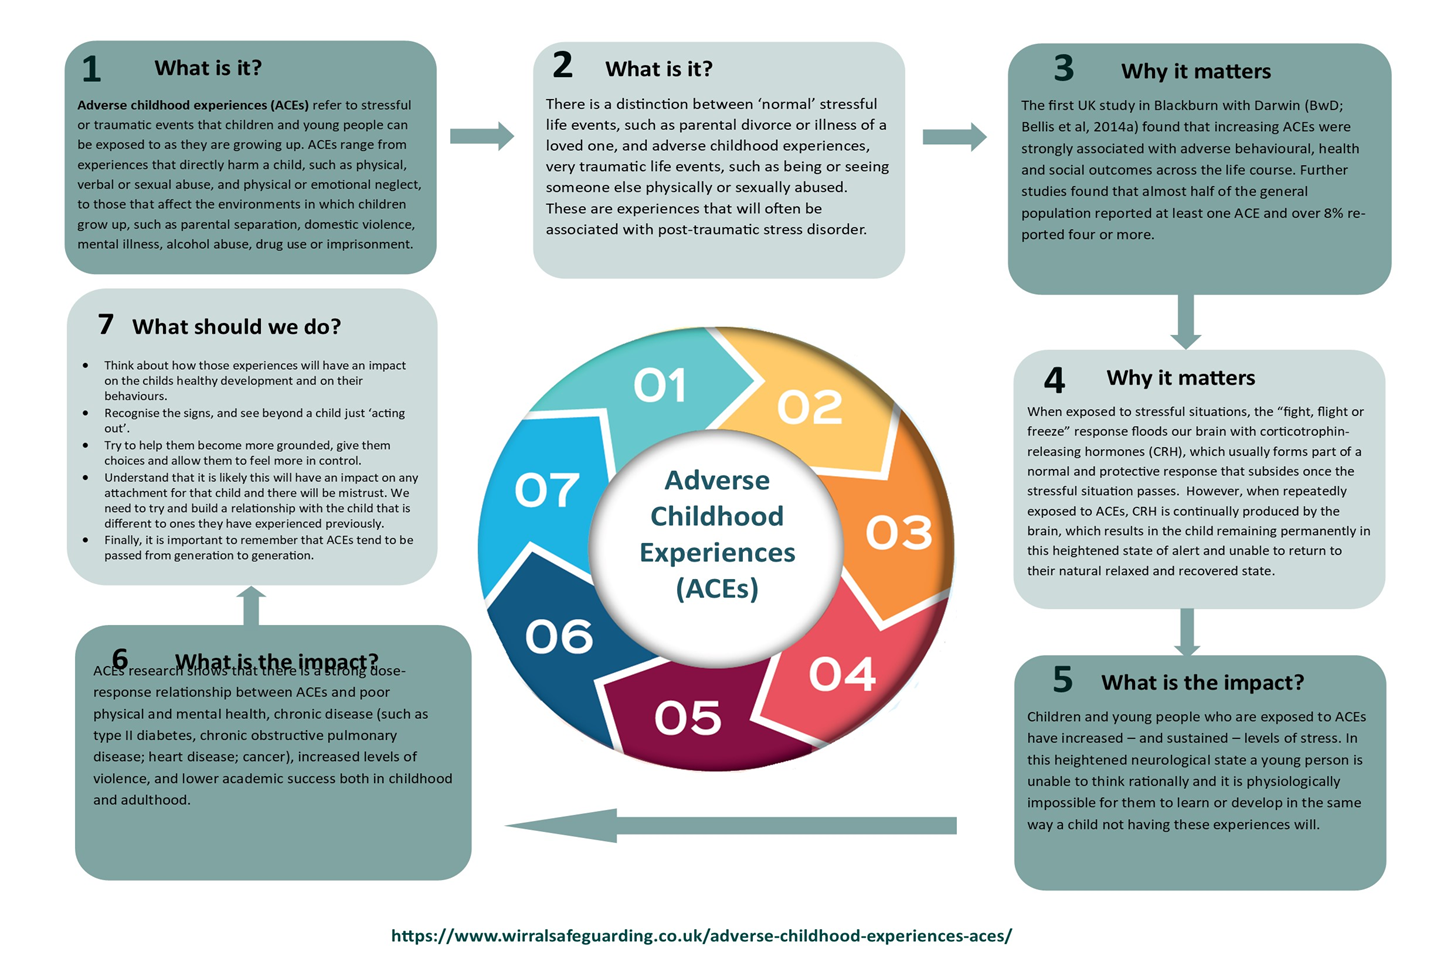 1 What is it?
Adverse childhood experiences (ACEs) refer to stressful
or traumatic events that children and young people can
be exposed to as they are growing up. ACEs range from
experiences that directly harm a child, such as physical,
verbal or sexual abuse, and physical or emotional neglect,
to those that affect the environments in which children
grow up, such as parental separation, domestic violence,
mental illness, alcohol abuse, drug use or imprisonment.
2 What is it?
There is a distinction between ‘normal’ stressful
life events, such as parental divorce or illness of a
loved one, and adverse childhood experiences,
very traumatic life events, such as being or seeing
someone else physically or sexually abused.
These are experiences that will often be
associated with post-traumatic stress disorder.
3 Why it matters
The first UK study in Blackburn with Darwin (BwD;
Bellis et al, 2014a) found that increasing ACEs were
strongly associated with adverse behavioural, health
and social outcomes across the life course. Further
studies found that almost half of the general
population reported at least one ACE and over 8% re-
ported four or more.
4 Why it matters
When exposed to stressful situations, the “fight, flight or
freeze” response floods our brain with corticotrophin-
releasing hormones (CRH), which usually forms part of a
normal and protective response that subsides once the
stressful situation passes.  However, when repeatedly
exposed to ACEs, CRH is continually produced by the
brain, which results in the child remaining permanently in
this heightened state of alert and unable to return to
their natural relaxed and recovered state.
5 What is the impact?
Children and young people who are exposed to ACEs
have increased – and sustained – levels of stress. In
this heightened neurological state a young person is
unable to think rationally and it is physiologically
impossible for them to learn or develop in the same
way a child not having these experiences will.
6 What is the impact?
ACEs research shows that there is a strong dose-
response relationship between ACEs and poor
physical and mental health, chronic disease (such as
type II diabetes, chronic obstructive pulmonary
disease; heart disease; cancer), increased levels of
violence, and lower academic success both in childhood
and adulthood.
7 What should we do?
• Think about how those experiences will have an impact
on the childs healthy development and on their
behaviours.
• Recognise the signs, and see beyond a child just ‘acting
out’.
• Try to help them become more grounded, give them
choices and allow them to feel more in control.
• Understand that it is likely this will have an impact on any
attachment for that child and there will be mistrust. We
need to try and build a relationship with the child that is
different to ones they have experienced previously.
• Finally, it is important to remember that ACEs tend to be
passed from generation to generation.
01
02
03
04
05
06
07
Adverse
Childhood
Experiences
(ACEs)
https://www.wirralsafeguarding.co.uk/adverse-childhood-experiences-aces/